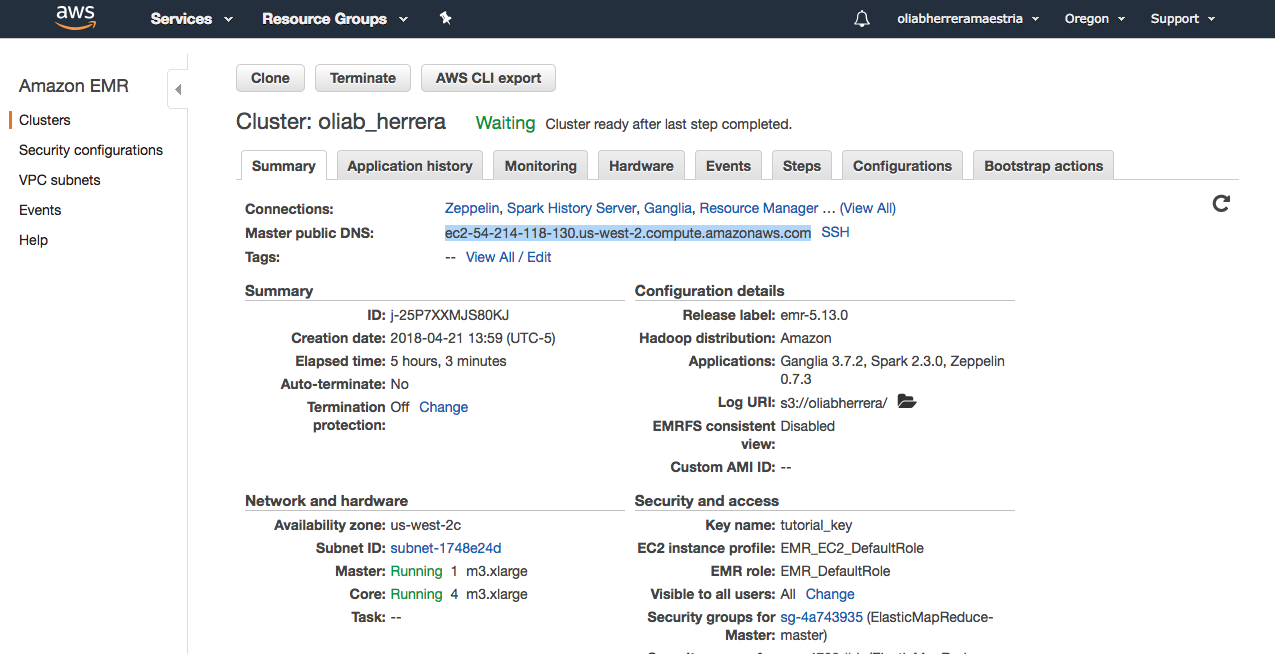 aws Services Resource Groups oliabherreramaestria Oregon Support
Amazon EMR
Clusters
Security configurations
VPC subnets
Events
Help
Clone Terminate AWS CLI export
Cluster: oliab_herrera Waiting Cluster ready after last step completed.
Summary Application history Monitoring Hardware Events Steps Configurations Bootstrap actions
Connections: Zeppelin, Spark History Server, Ganglia, Resource Manager … (View All)
Master public DNS: ec2-54-214-118-130.us-west-2.compute.amazonaws.com SSH
Tags: -- View All / Edit
Summary
ID: j-25P7XXMJS80KJ
Creation date: 2018-04-21 13:59 (UTC-5)
Elapsed time: 5 hours, 3 minutes
Auto-terminate: No
Termination Off Change
protection:
Configuration details
Release label: emr-5.13.0
Hadoop distribution: Amazon
Applications: Ganglia 3.7.2, Spark 2.3.0, Zeppelin
0.7.3
Log URI: s3://oliabherrera/
EMRFS consistent Disabled
view:
Custom AMI ID: --
Network and hardware
Availability zone: us-west-2c
Subnet ID: subnet-1748e24d
Master: Running 1 m3.xlarge
Core: Running 4 m3.xlarge
Task: --
Security and access
Key name: tutorial_key
EC2 instance profile: EMR_EC2_DefaultRole
EMR role: EMR_DefaultRole
Visible to all users: All Change
Security groups for sg-4a743935 (ElasticMapReduce-
Master: master)